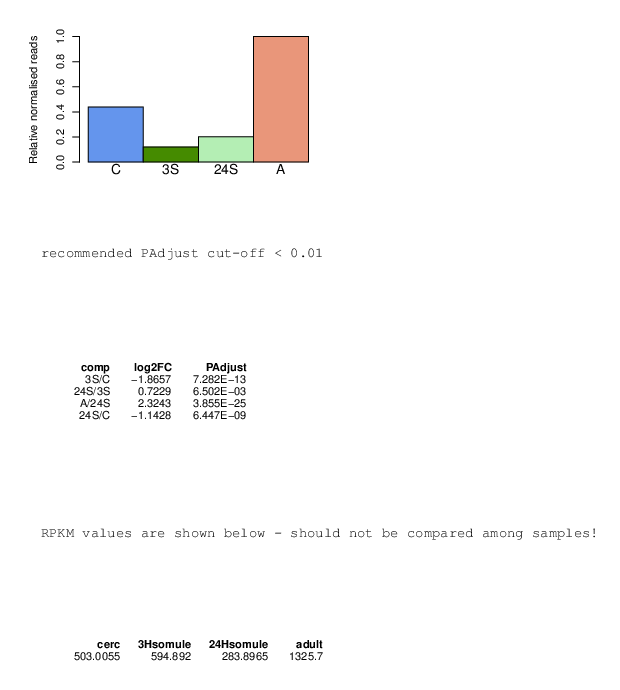 Relative normalised reads
1.0
0.8
0.6
0.4
0.2
0.0
C 3S 24S A
recommended PAdjust cut-off < 0.01
comp log2FC PAdjust
3S/C −1.8657 7.282E−13
24S/3S 0.7229 6.502E−03
A/24S 2.3243 3.855E−25
24S/C −1.1428 6.447E−09
RPKM values are shown below - should not be compared among samples!
cerc 3Hsomule 24Hsomule adult
503.0055 594.892 283.8965 1325.7